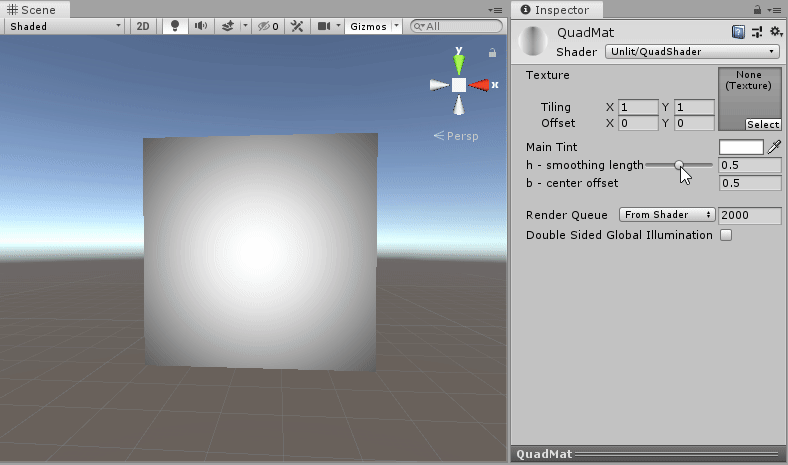 Scene
Shaded
2D
0
Gizmos
All
y
x
Persp
Inspector
QuadMat
Shader Unlit/QuadShader
Texture
None
(Texture)
Tiling X 1 Y 1
Offset X 0 Y 0
Select
Main Tint
h - smoothing length 0.5
b - center offset 0.5
Render Queue From Shader 2000
Double Sided Global Illumination
QuadMat